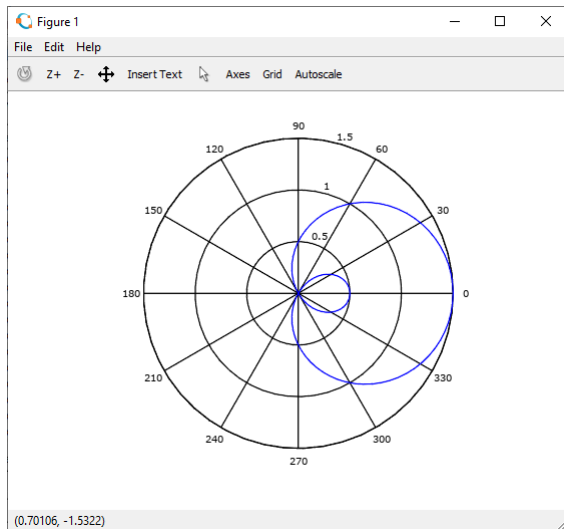 Figure 1
File Edit Help
Z+ Z- Insert Text Axes Grid Autoscale
90
120 1.5 60
1
150 30
0.5
180 0
210 330
240 300
270
(0.70106, -1.5322)